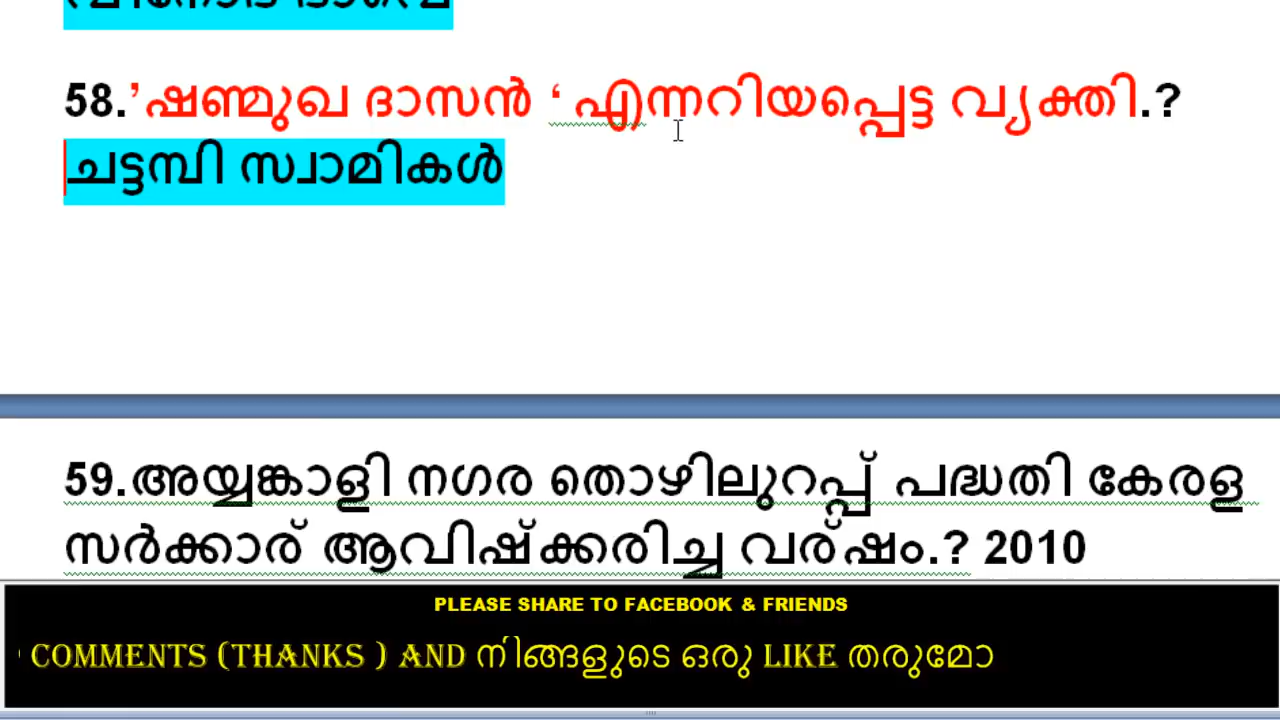 58.’ഷണ്മുഖ ദാസൻ ‘ എന്നറിയപ്പെട്ട വ്യക്തി.?
ചട്ടമ്പി സ്വാമികൾ
59.അയ്യങ്കാളി നഗര തൊഴിലുറപ്പ് പദ്ധതി കേരള
സർക്കാര് ആവിഷ്ക്കരിച്ച വര്ഷം.? 2010
PLEASE SHARE TO FACEBOOK & FRIENDS
COMMENTS (THANKS ) AND നിങ്ങളുടെ ഒരു LIKE തരുമോ